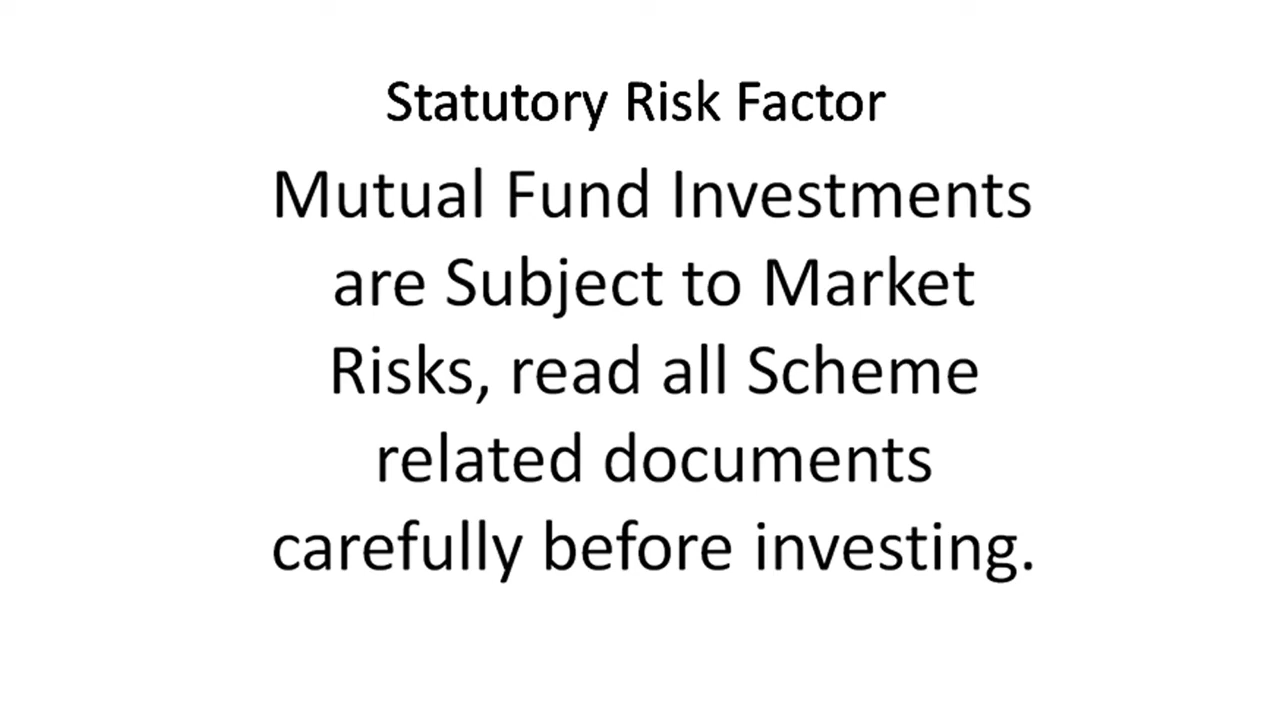 Statutory Risk Factor
Mutual Fund Investments
are Subject to Market
Risks, read all Scheme
related documents
carefully before investing.